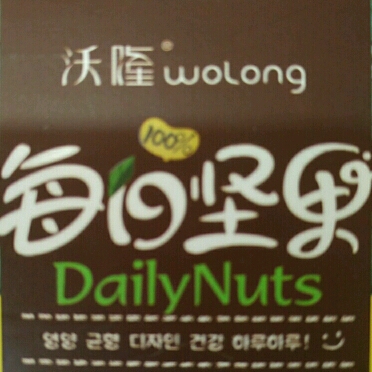 沃隆® wolong
100%
每日坚果
DailyNuts
영양 균형 디자인 건강 하루하루!